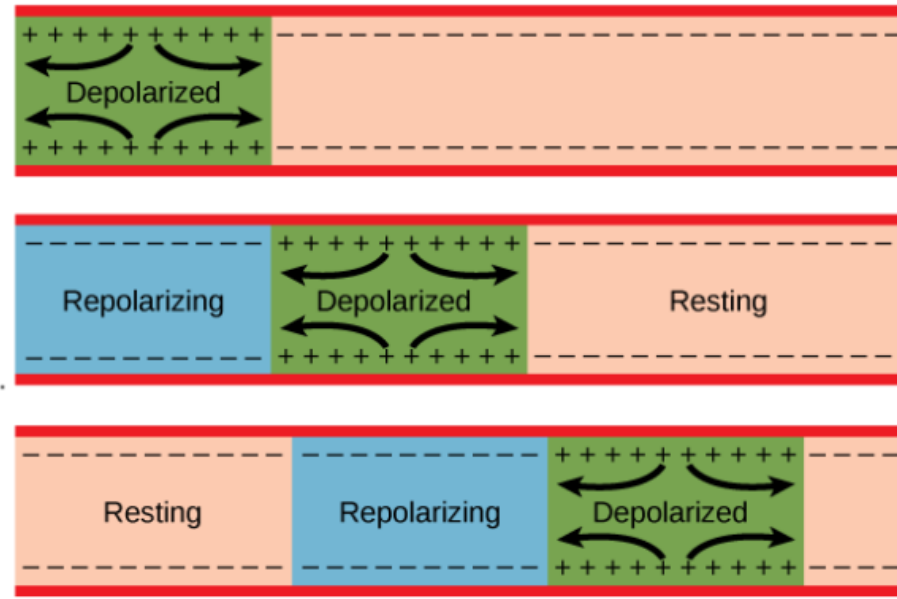 + + + + + + + + + +
Depolarized
+ + + + + + + + + +
+ + + + + + + + + +
Repolarizing Depolarized Resting
+ + + + + + + + + +
+ + + + + + + + + +
Resting Repolarizing Depolarized
+ + + + + + + + + +